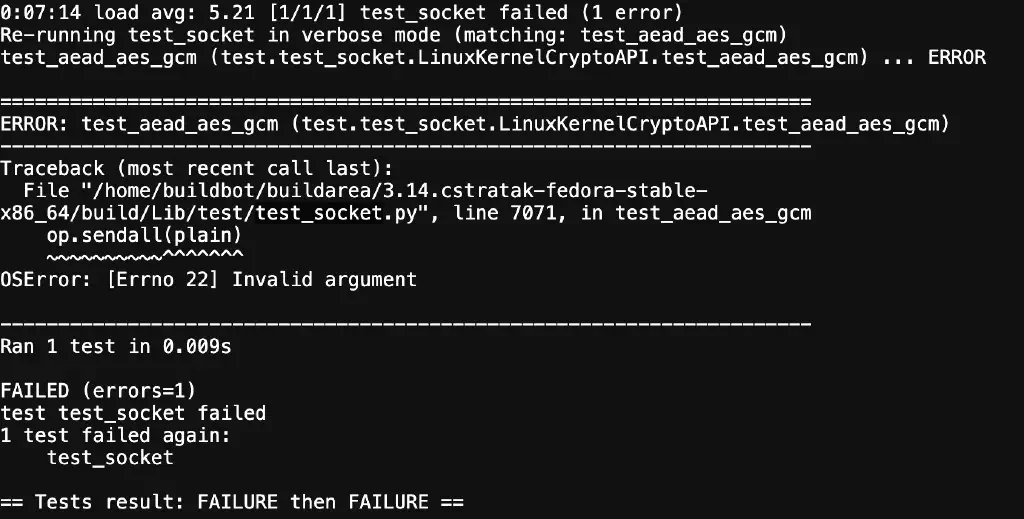 0:07:14 load avg: 5.21 [1/1/1] test_socket failed (1 error)
Re-running test_socket in verbose mode (matching: test_aead_aes_gcm)
test_aead_aes_gcm (test.test_socket.LinuxKernelCryptoAPI.test_aead_aes_gcm) ... ERROR
======================================================================
ERROR: test_aead_aes_gcm (test.test_socket.LinuxKernelCryptoAPI.test_aead_aes_gcm)
----------------------------------------------------------------------
Traceback (most recent call last):
  File "/home/buildbot/buildarea/3.14.cstratak-fedora-stable-
x86_64/build/Lib/test/test_socket.py", line 7071, in test_aead_aes_gcm
    op.sendall(plain)
    ~~~~~~~~~~^^^^^^^
OSError: [Errno 22] Invalid argument
----------------------------------------------------------------------
Ran 1 test in 0.009s
FAILED (errors=1)
test test_socket failed
1 test failed again:
    test_socket
== Tests result: FAILURE then FAILURE ==